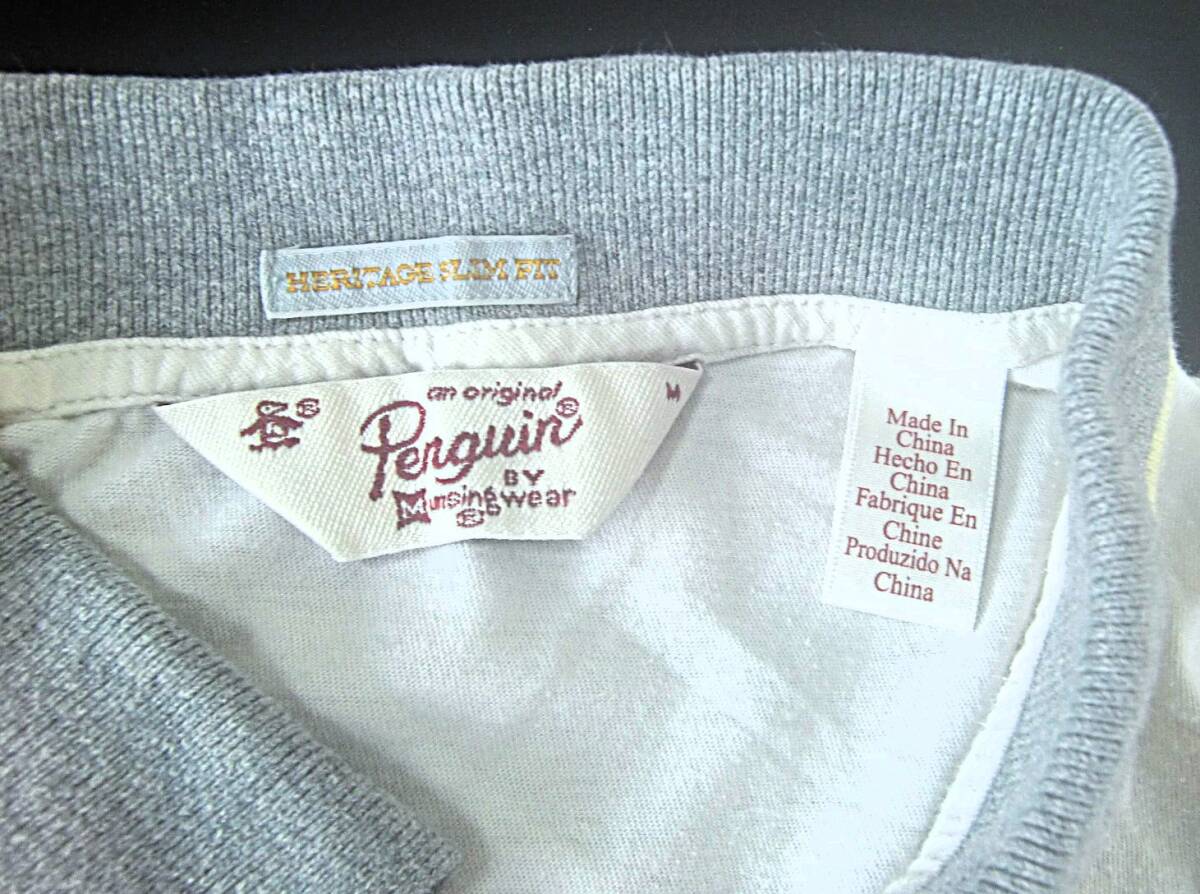 HERITAGE SLIM FIT
®
an original
Penguin®
BY
Munsingwear
®
M
Made In
China
Hecho En
China
Fabrique En
Chine
Produzido Na
China